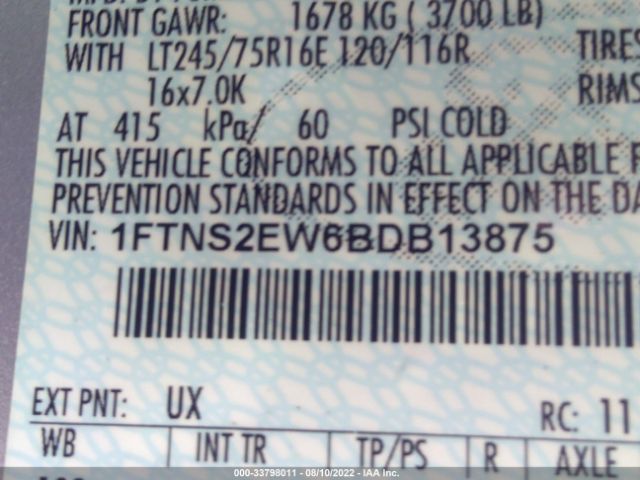 FRONT GAWR: 1678 KG ( 3700 LB)
WITH LT245/75R16E 120/116R TIRES
16x7.0K RIMS
AT 415 kPa/ 60 PSI COLD
THIS VEHICLE CONFORMS TO ALL APPLICABLE F
PREVENTION STANDARDS IN EFFECT ON THE DA
VIN: 1FTNS2EW6BDB13875
EXT PNT: UX RC: 11
WB INT TR TP/PS R AXLE
000-33798011 - 08/10/2022 - IAA Inc.